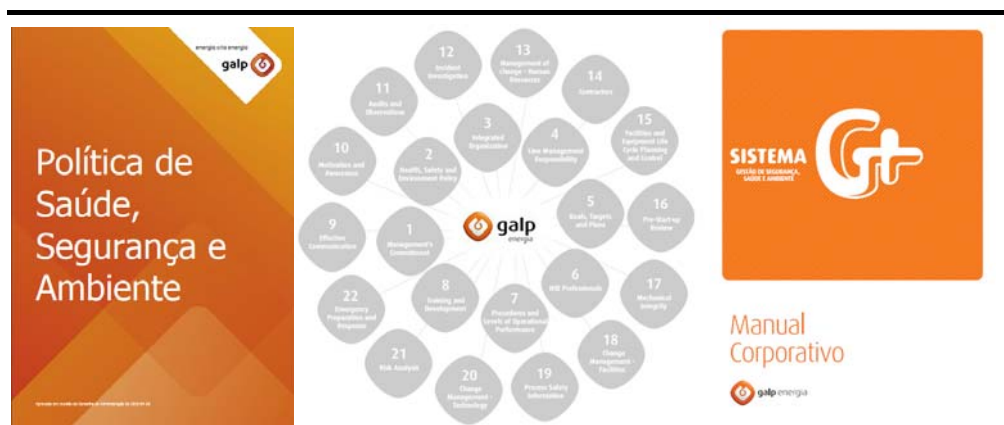 energia cria energia
galp
Política de
Saúde,
Segurança e
Ambiente
12
Incident
Investigation
13
Management of
change - Human
Resources
14
Contractors
11
Audits and
Observations
3
Integrated
Organization
4
Line Management
Responsibility
15
Facilities and
Equipment Life
Cycle Planning
and Control
10
Motivation and
Awareness
2
Health, Safety and
Environment Policy
5
Goals, Targets
and Plans
16
Pre-Start-up
Review
galp
energia
9
Effective
Communication
1
Management's
Commitment
6
HSE Professionals
17
Mechanical
Integrity
22
Emergency
Preparation and
Response
8
Training and
Development
7
Procedures and
Levels of Operational
Performance
18
Change
Management -
Facilities
21
Risk Analysis
20
Change
Management -
Technology
19
Process Safety
Information
SISTEMA
GESTÃO DE SEGURANÇA,
SAÚDE E AMBIENTE
G+
Manual
Corporativo
galp energia